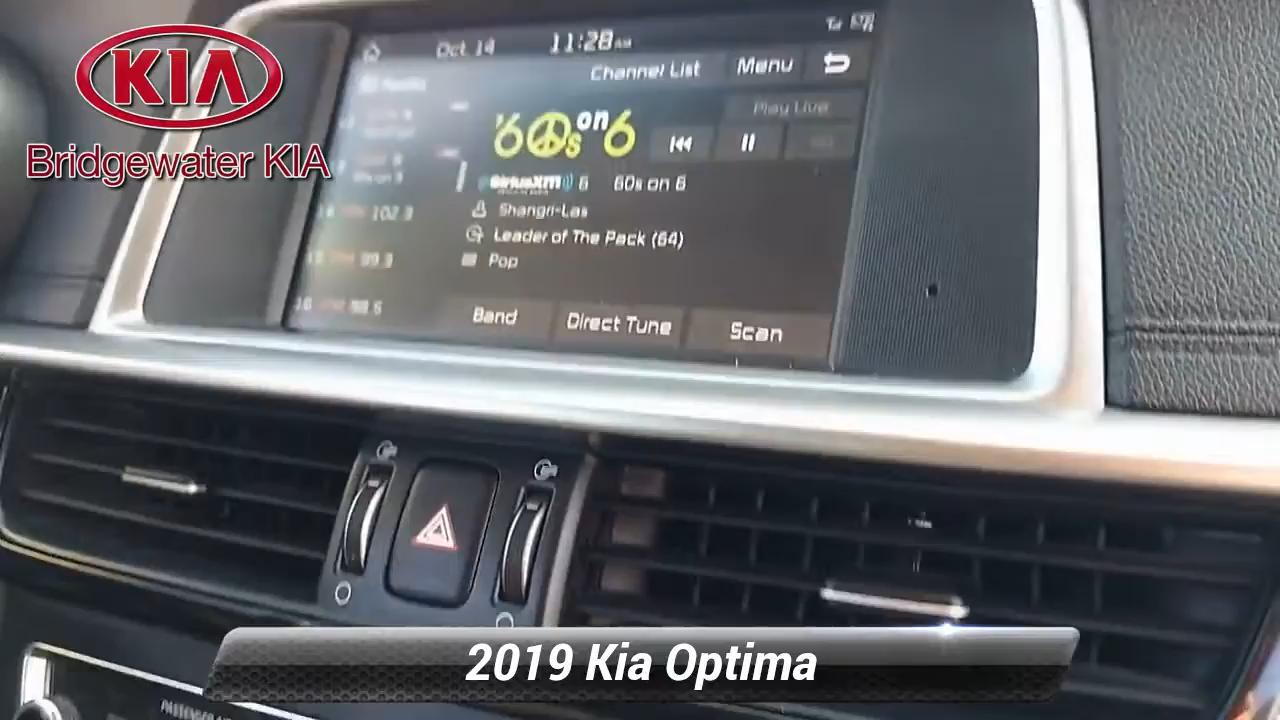 KIA
Bridgewater KIA
Oct 14 11:28 AM
Channel List Menu
Play Live
'60s on 6
SiriusXM 6 60s on 6
Shangri-Las
102.3
Leader of The Pack (64)
99.3
Pop
98.5
Band Direct Tune Scan
2019 Kia Optima